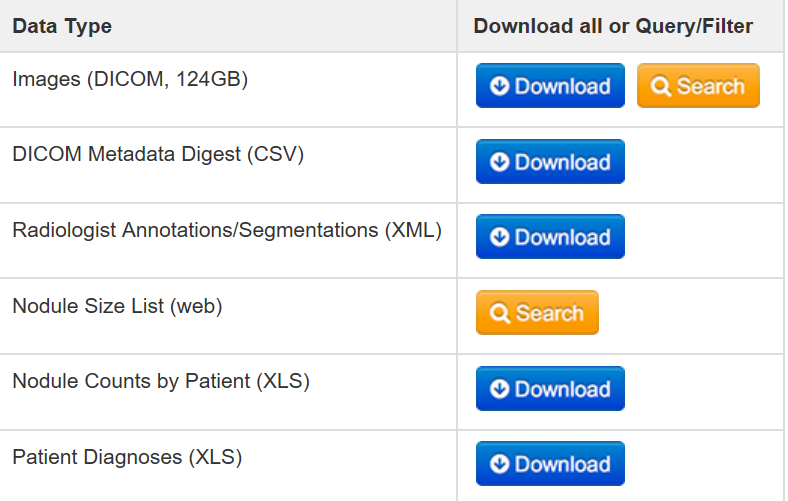 Data Type Download all or Query/Filter
Images (DICOM, 124GB) Download Search
DICOM Metadata Digest (CSV) Download
Radiologist Annotations/Segmentations (XML) Download
Nodule Size List (web) Search
Nodule Counts by Patient (XLS) Download
Patient Diagnoses (XLS) Download